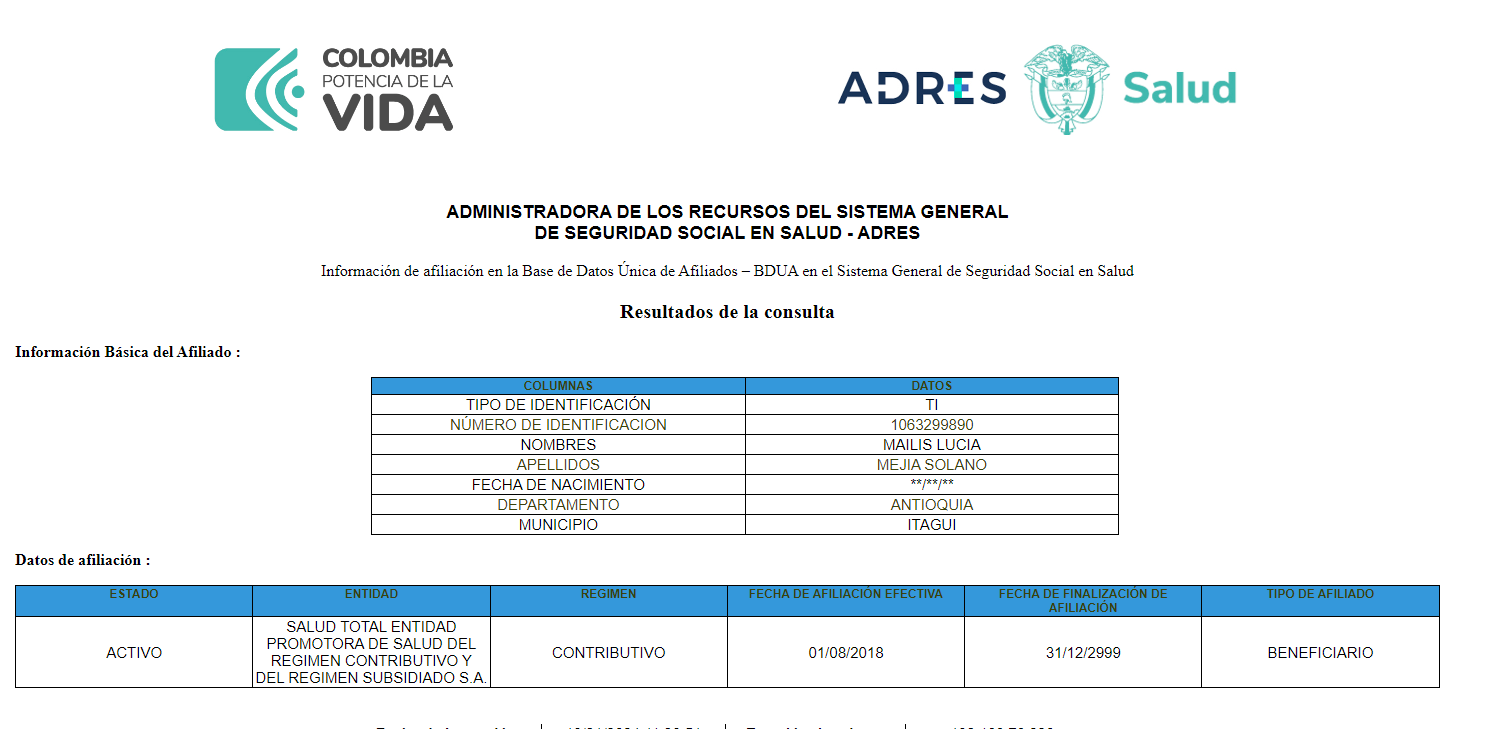 COLOMBIA
POTENCIA DE LA
VIDA
ADRES
Salud
ADMINISTRADORA DE LOS RECURSOS DEL SISTEMA GENERAL
DE SEGURIDAD SOCIAL EN SALUD - ADRES
Información de afiliación en la Base de Datos Única de Afiliados – BDUA en el Sistema General de Seguridad Social en Salud
Resultados de la consulta
Información Básica del Afiliado :
COLUMNAS DATOS
TIPO DE IDENTIFICACIÓN TI
NÚMERO DE IDENTIFICACION 1063299890
NOMBRES MAILIS LUCIA
APELLIDOS MEJIA SOLANO
FECHA DE NACIMIENTO **/**/**
DEPARTAMENTO ANTIOQUIA
MUNICIPIO ITAGUI
Datos de afiliación :
ESTADO ENTIDAD REGIMEN FECHA DE AFILIACIÓN EFECTIVA FECHA DE FINALIZACIÓN DE AFILIACIÓN TIPO DE AFILIADO
ACTIVO
SALUD TOTAL ENTIDAD
PROMOTORA DE SALUD DEL
REGIMEN CONTRIBUTIVO Y
DEL REGIMEN SUBSIDIADO S.A.
CONTRIBUTIVO 01/08/2018 31/12/2999 BENEFICIARIO